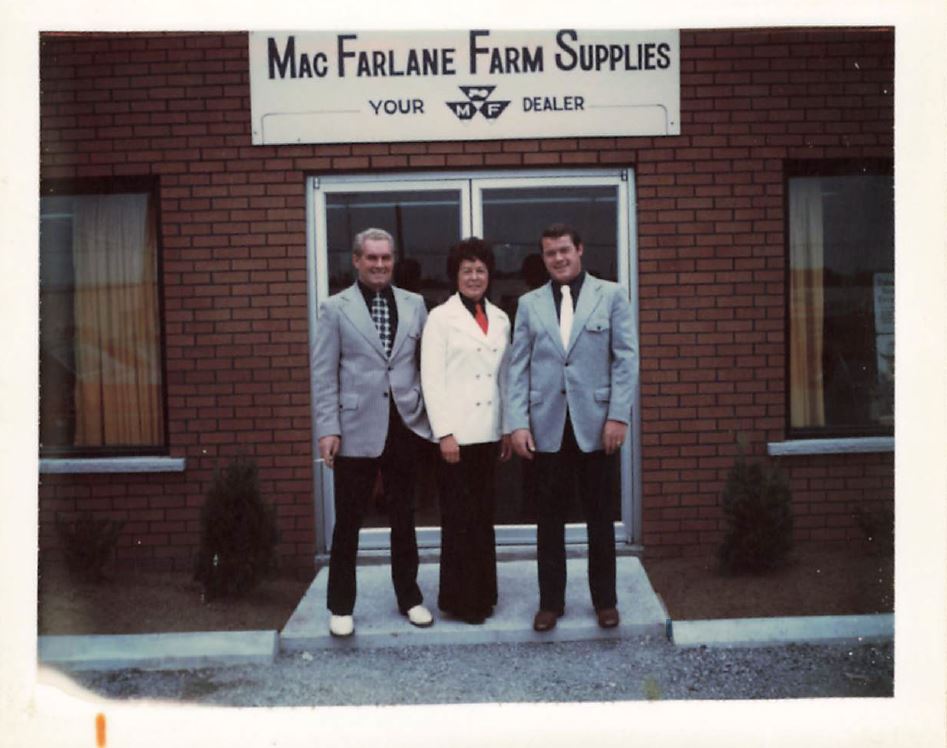 MAC FARLANE FARM SUPPLIES
YOUR MF DEALER